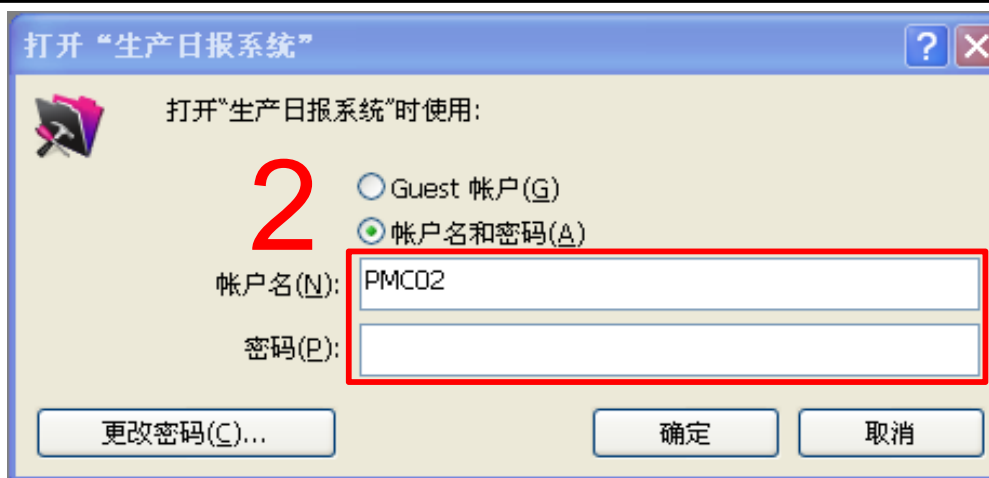 打开“生产日报系统”
打开“生产日报系统”时使用:
2
Guest 帐户(G)
帐户名和密码(A)
帐户名(N): PMC02
密码(P):
更改密码(C)... 确定 取消